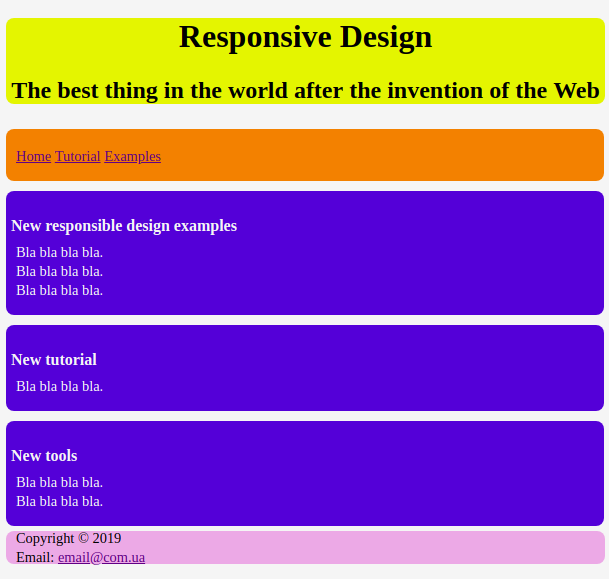 Responsive Design
The best thing in the world after the invention of the Web
Home Tutorial Examples
New responsible design examples
Bla bla bla bla.
Bla bla bla bla.
Bla bla bla bla.
New tutorial
Bla bla bla bla.
New tools
Bla bla bla bla.
Bla bla bla bla.
Copyright © 2019
Email: email@com.ua